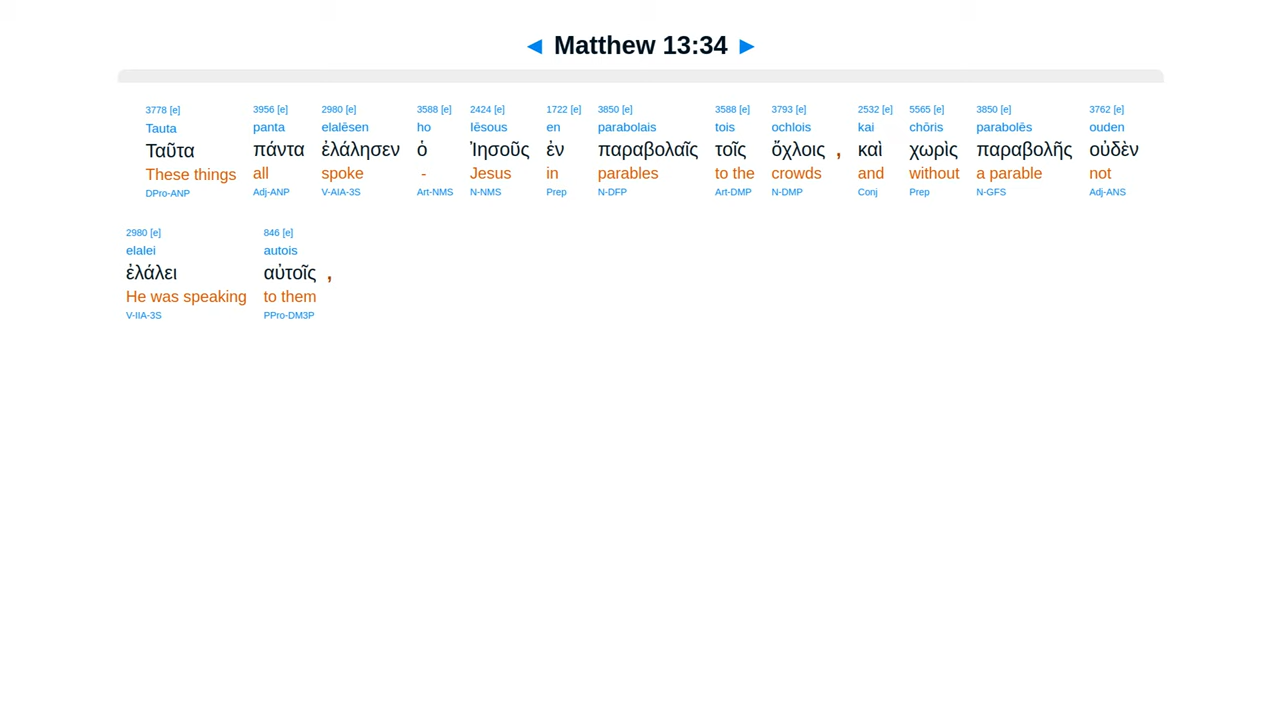 ◄ Matthew 13:34 ►
3778 [e] 3956 [e] 2980 [e] 3588 [e] 2424 [e] 1722 [e] 3850 [e] 3588 [e] 3793 [e] 2532 [e] 5565 [e] 3850 [e] 3762 [e]
Tauta panta elalēsen ho Iēsous en parabolais tois ochlois kai chōris parabolēs ouden
Ταῦτα πάντα ἐλάλησεν ὁ Ἰησοῦς ἐν παραβολαῖς τοῖς ὄχλοις , καὶ χωρὶς παραβολῆς οὐδὲν
These things all spoke - Jesus in parables to the crowds and without a parable not
DPro-ANP Adj-ANP V-AIA-3S Art-NMS N-NMS Prep N-DFP Art-DMP N-DMP Conj Prep N-GFS Adj-ANS
2980 [e] 846 [e]
elalei autois
ἐλάλει αὐτοῖς ,
He was speaking to them
V-IIA-3S PPro-DM3P